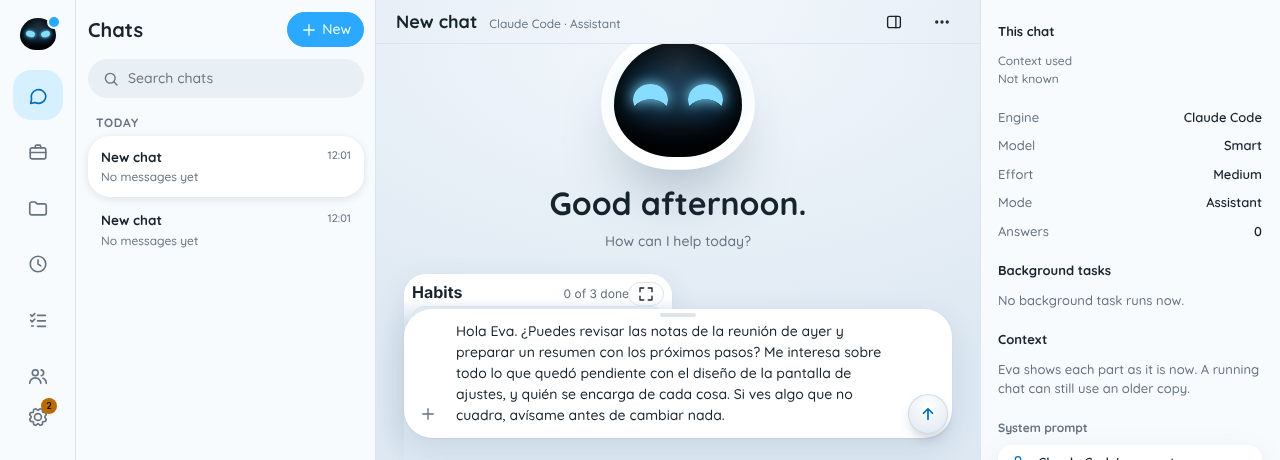 Chats
+ New
Search chats
TODAY
New chat 12:01
No messages yet
New chat 12:01
No messages yet
2
New chat Claude Code · Assistant
Good afternoon.
How can I help today?
Habits 0 of 3 done
Hola Eva. ¿Puedes revisar las notas de la reunión de ayer y
preparar un resumen con los próximos pasos? Me interesa sobre
todo lo que quedó pendiente con el diseño de la pantalla de
ajustes, y quién se encarga de cada cosa. Si ves algo que no
cuadra, avísame antes de cambiar nada.
This chat
Context used
Not known
Engine Claude Code
Model Smart
Effort Medium
Mode Assistant
Answers 0
Background tasks
No background task runs now.
Context
Eva shows each part as it is now. A running
chat can still use an older copy.
System prompt